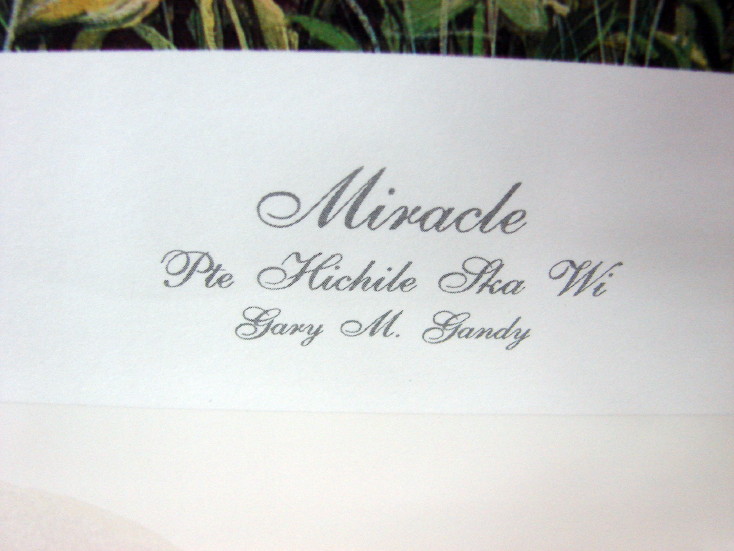 Miracle
Pte Hichile Ska Wi
Gary M. Gandy